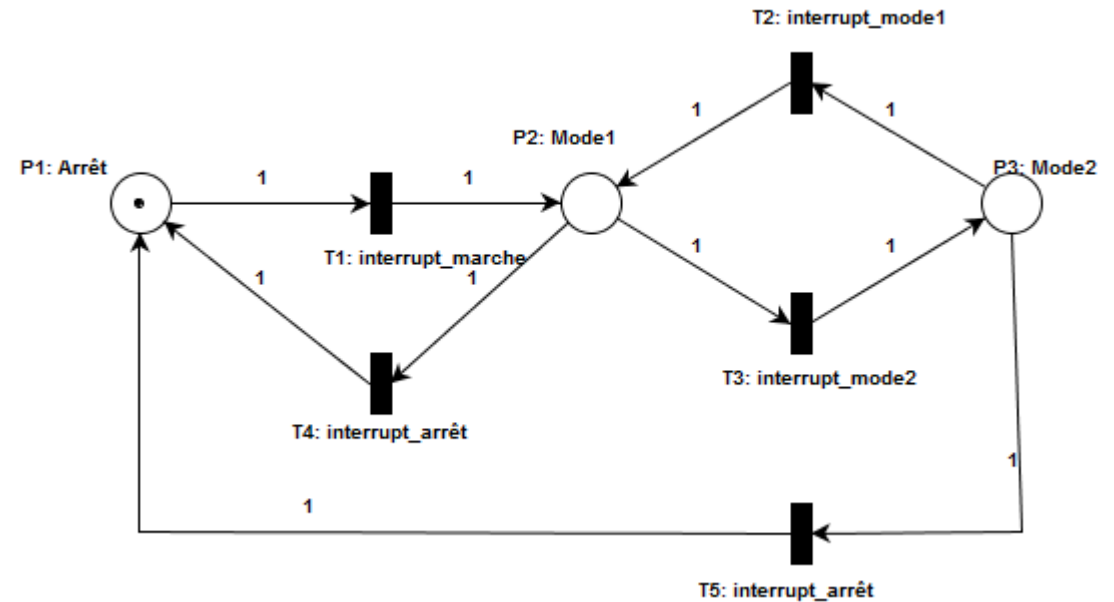 T2: interrupt_mode1
1
1
P2: Mode1
P1: Arrêt
P3: Mode2
1
1
T1: interrupt_marche
1
1
1
1
T3: interrupt_mode2
T4: interrupt_arrêt
1
1
T5: interrupt_arrêt